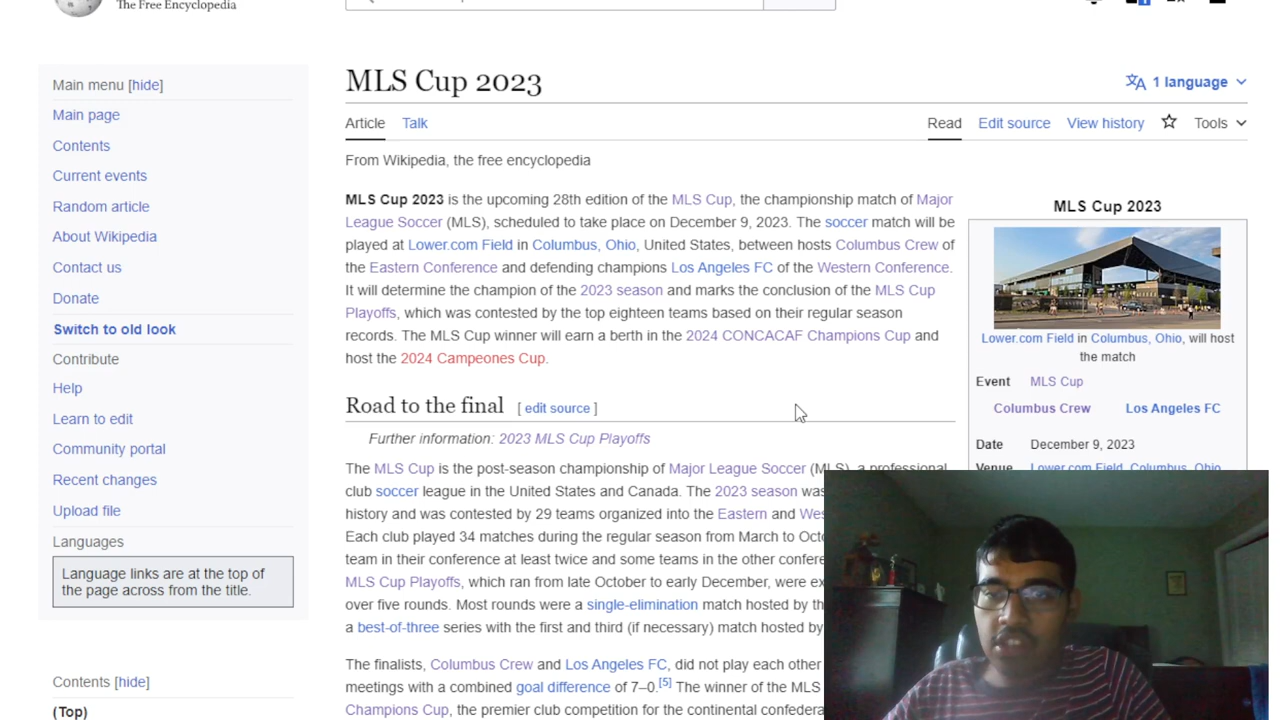 The Free Encyclopedia
Main menu [hide]
Main page
Contents
Current events
Random article
About Wikipedia
Contact us
Donate
Switch to old look
Contribute
Help
Learn to edit
Community portal
Recent changes
Upload file
Languages
Language links are at the top of
the page across from the title.
Contents [hide]
(Top)
MLS Cup 2023
1 language
Article Talk
Read Edit source View history Tools
From Wikipedia, the free encyclopedia
MLS Cup 2023 is the upcoming 28th edition of the MLS Cup, the championship match of Major
League Soccer (MLS), scheduled to take place on December 9, 2023. The soccer match will be
played at Lower.com Field in Columbus, Ohio, United States, between hosts Columbus Crew of
the Eastern Conference and defending champions Los Angeles FC of the Western Conference.
It will determine the champion of the 2023 season and marks the conclusion of the MLS Cup
Playoffs, which was contested by the top eighteen teams based on their regular season
records. The MLS Cup winner will earn a berth in the 2024 CONCACAF Champions Cup and
host the 2024 Campeones Cup.
Road to the final [ edit source ]
Further information: 2023 MLS Cup Playoffs
The MLS Cup is the post-season championship of Major League Soccer (MLS), a professional
club soccer league in the United States and Canada. The 2023 season was
history and was contested by 29 teams organized into the Eastern and Wes
Each club played 34 matches during the regular season from March to Octo
team in their conference at least twice and some teams in the other confere
MLS Cup Playoffs, which ran from late October to early December, were ex
over five rounds. Most rounds were a single-elimination match hosted by th
a best-of-three series with the first and third (if necessary) match hosted by
The finalists, Columbus Crew and Los Angeles FC, did not play each other
meetings with a combined goal difference of 7–0.[5] The winner of the MLS
Champions Cup, the premier club competition for the continental confedera
MLS Cup 2023
Lower.com Field in Columbus, Ohio, will host
the match
Event MLS Cup
Columbus Crew Los Angeles FC
Date December 9, 2023
Venue Lower.com Field, Columbus, Ohio